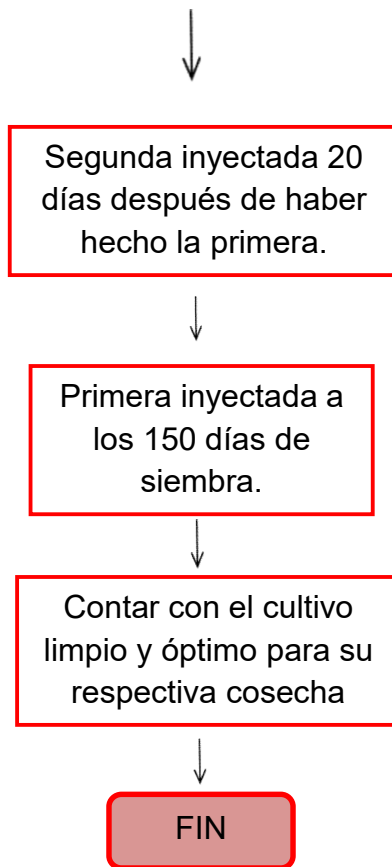 Segunda inyectada 20
días después de haber
hecho la primera.
Primera inyectada a
los 150 días de
siembra.
Contar con el cultivo
limpio y óptimo para su
respectiva cosecha
FIN